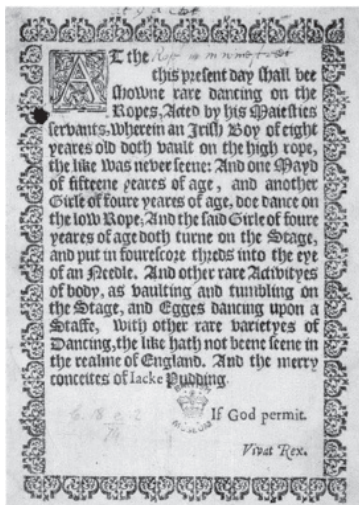 AT the
this present day shall bee
showne rare dancing on the
Ropes, Acted by his Maiesties
servants, wherein an Irish Boy of eight
yeares old doth vault on the high rope,
the like was never seene: And one Mayd
of fifteene yeares of age, and another
Girle of foure yeares of age, doe dance on
the low Rope; And the said Girle of foure
yeares of age doth turne on the Stage,
and put in fourescore threds into the eye
of an Needle. And other rare Activityes
of body, as vaulting and tumbling on
the Stage, and Egges dancing upon a
Staffe, with other rare varietyes of
Dancing, the like hath not beene seene in
the realme of England. And the merry
conceites of Iacke Pudding.
If God permit.
Vivat Rex.